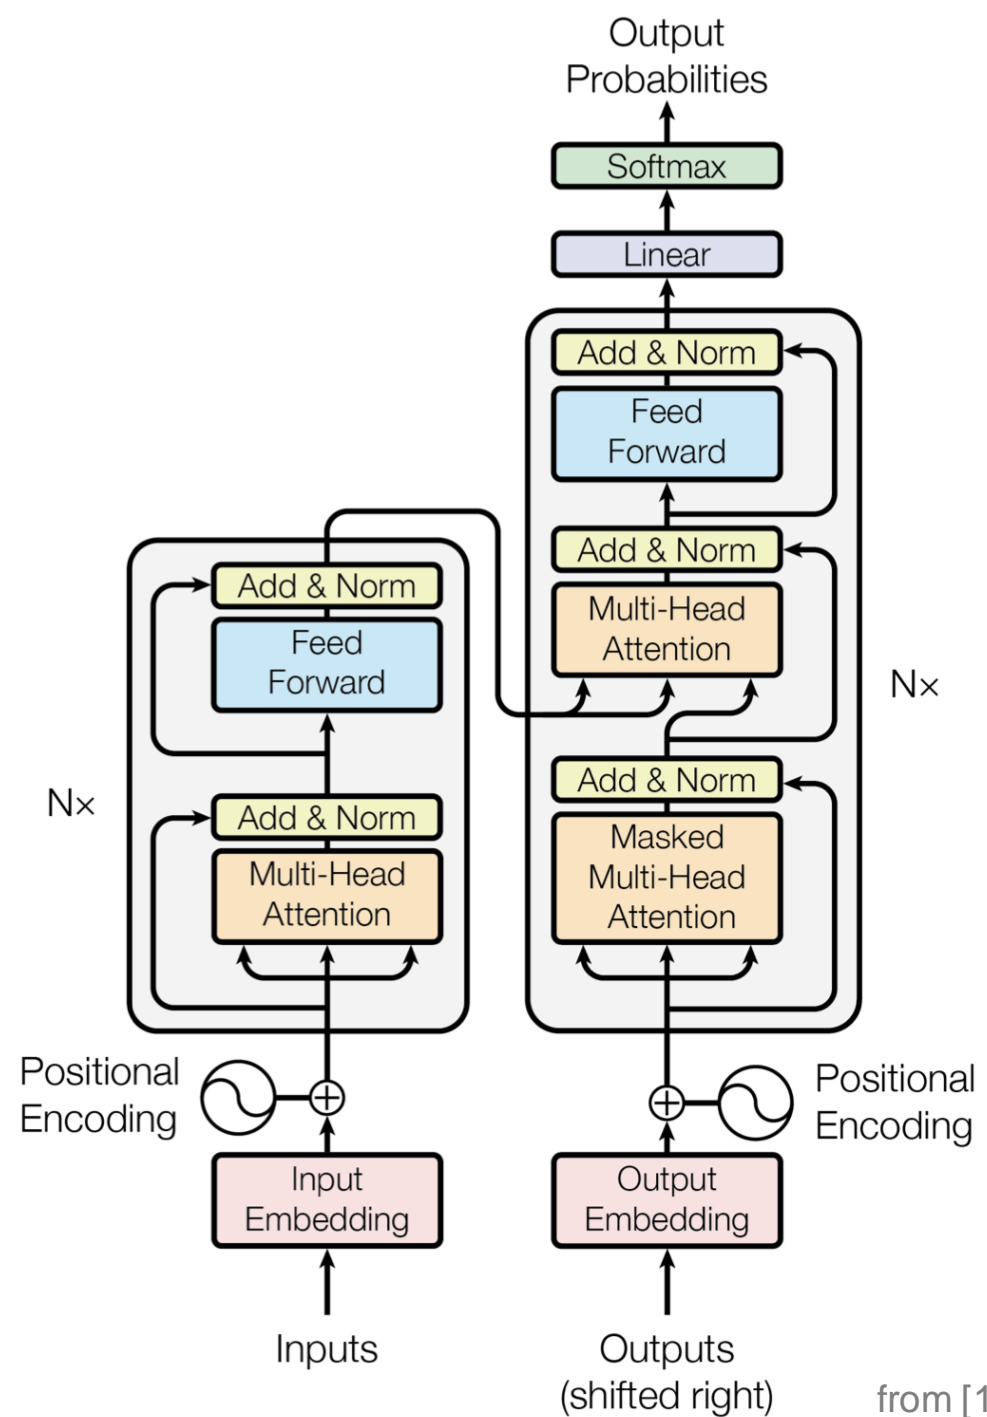 Output
Probabilities
Softmax
Linear
Add & Norm
Feed
Forward
Add & Norm
Multi-Head
Attention
Nx
Add & Norm
Masked
Multi-Head
Attention
Add & Norm
Feed
Forward
Nx
Add & Norm
Multi-Head
Attention
Positional
Encoding
Positional
Encoding
Input
Embedding
Output
Embedding
Inputs
Outputs
(shifted right)
from [1